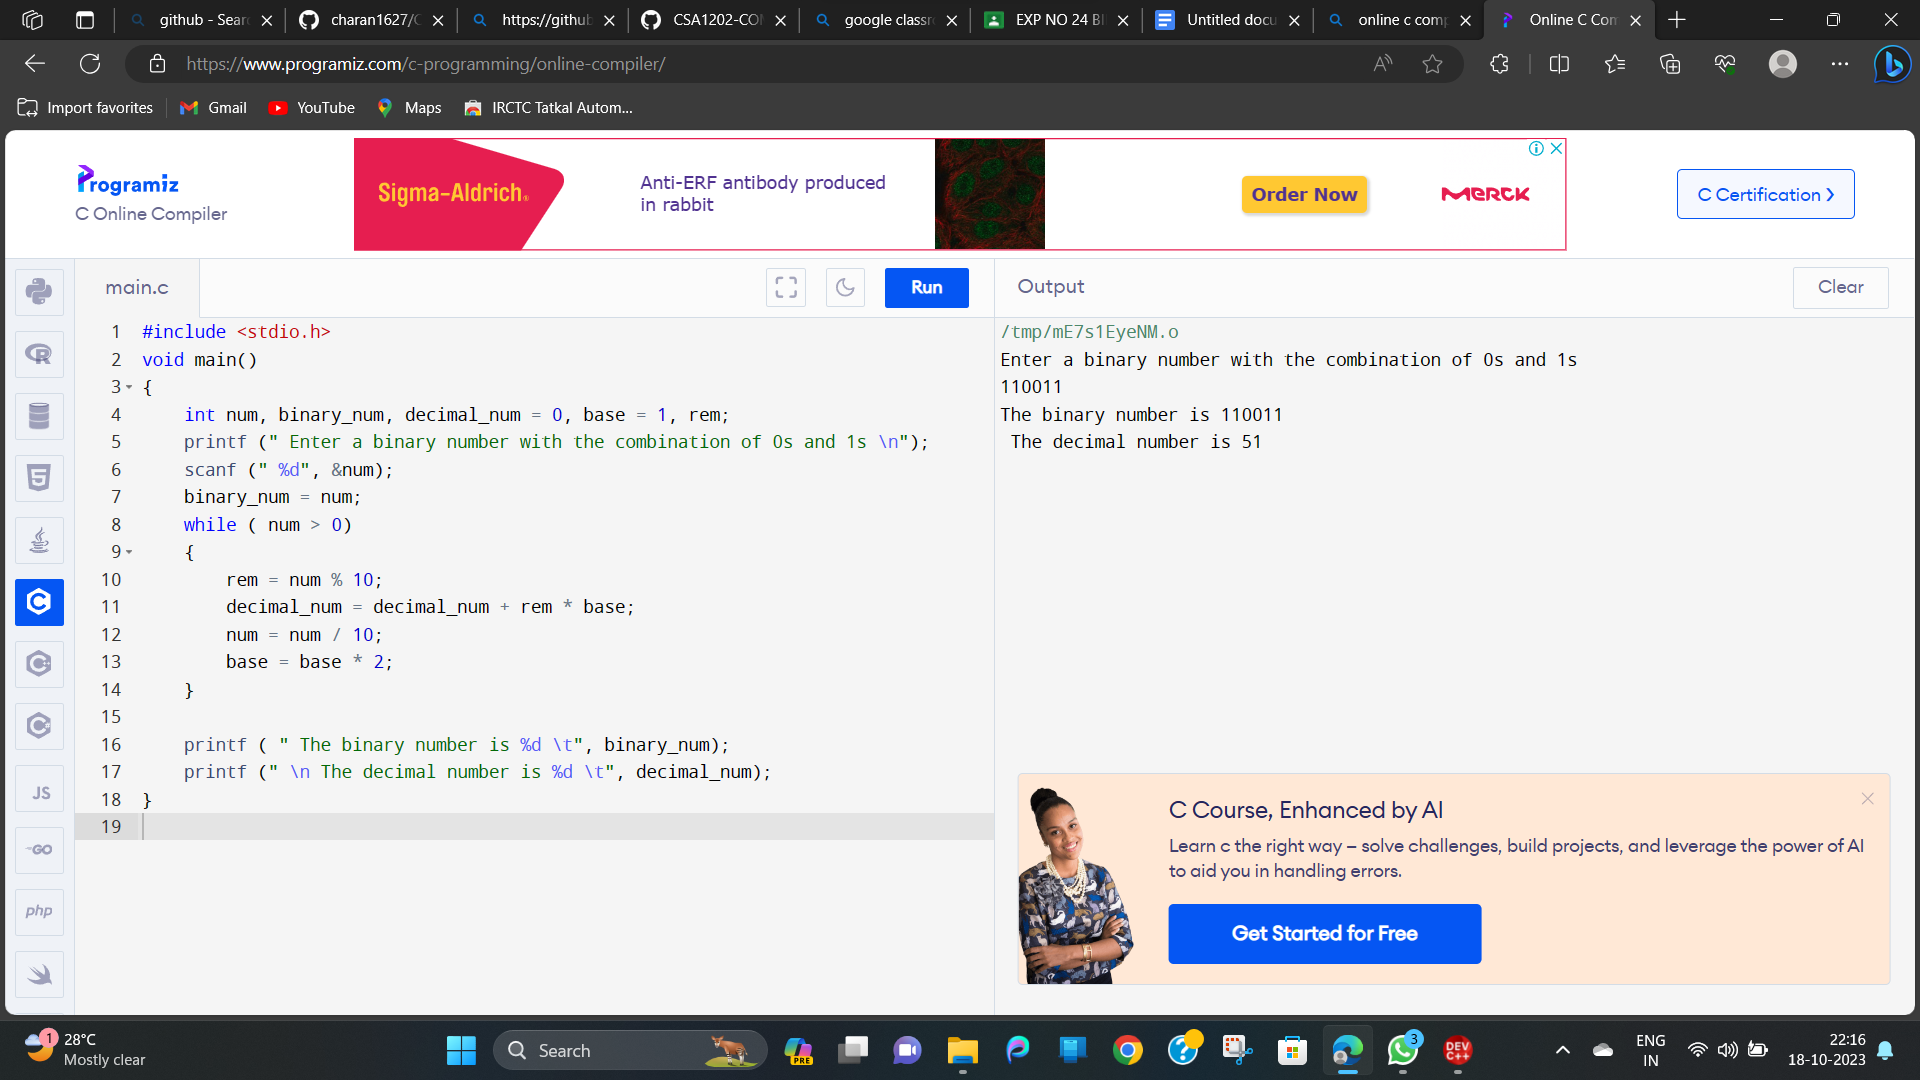 github - Sear
charan1627/C
https://github
CSA1202-CO
google classr
EXP NO 24 BI
Untitled docu
online c comp
Online C Com
https://www.programiz.com/c-programming/online-compiler/
Import favorites
Gmail
YouTube
Maps
IRCTC Tatkal Autom...
Programiz
C Online Compiler
Sigma-Aldrich®
Anti-ERF antibody produced
in rabbit
Order Now
MERCK
C Certification >
main.c
Run
Output
Clear
1 #include <stdio.h>
2 void main()
3 {
4 int num, binary_num, decimal_num = 0, base = 1, rem;
5 printf (" Enter a binary number with the combination of 0s and 1s \n");
6 scanf (" %d", &num);
7 binary_num = num;
8 while ( num > 0)
9 {
10 rem = num % 10;
11 decimal_num = decimal_num + rem * base;
12 num = num / 10;
13 base = base * 2;
14 }
15
16 printf ( " The binary number is %d \t", binary_num);
17 printf (" \n The decimal number is %d \t", decimal_num);
18 }
19
/tmp/mE7s1EyeNM.o
Enter a binary number with the combination of 0s and 1s
110011
The binary number is 110011
The decimal number is 51
JS
GO
php
C Course, Enhanced by AI
Learn c the right way – solve challenges, build projects, and leverage the power of AI
to aid you in handling errors.
Get Started for Free
1
28°C
Mostly clear
Search
PRE
3
DEV
C++
ENG
IN
22:16
18-10-2023